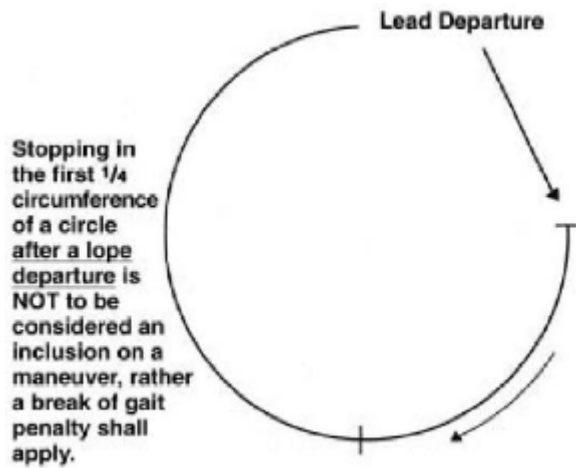 Lead Departure
Stopping in
the first 1/4
circumference
of a circle
after a lope
departure is
NOT to be
considered an
inclusion on a
maneuver, rather
a break of gait
penalty shall
apply.